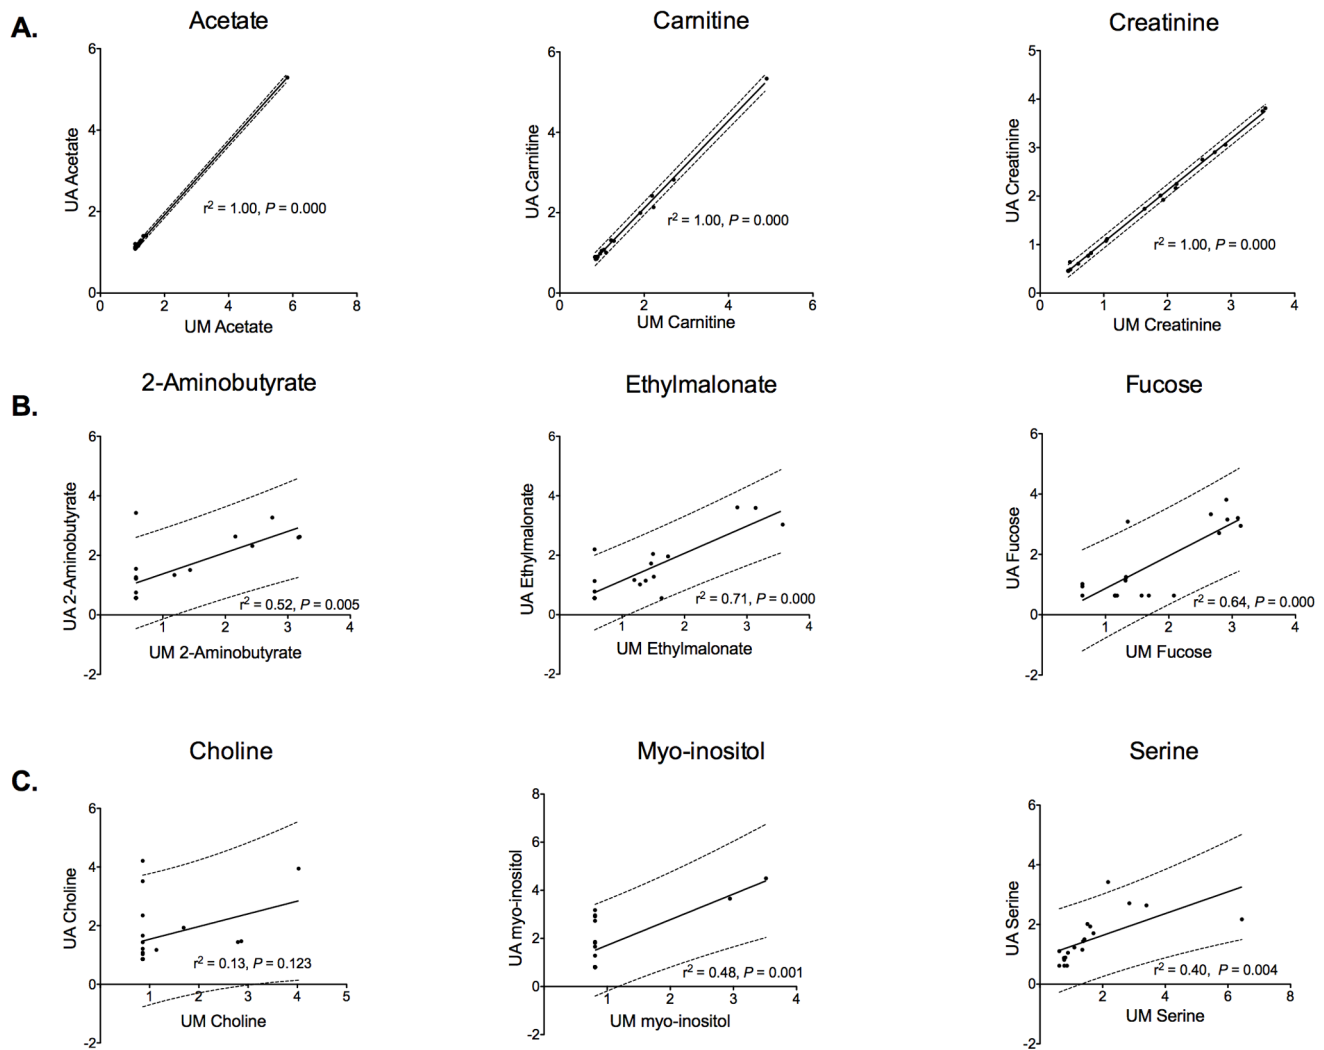 A.
Acetate
Carnitine
Creatinine
6
4
2
0
0
2
4
6
8
UA Acetate
UM Acetate
r² = 1.00, P = 0.000
6
4
2
0
0
2
4
6
UA Carnitine
UM Carnitine
r² = 1.00, P = 0.000
5
4
3
2
1
0
0
1
2
3
4
UA Creatinine
UM Creatinine
r² = 1.00, P = 0.000
B.
2-Aminobutyrate
Ethylmalonate
Fucose
6
4
2
0
-2
1
2
3
4
UA 2-Aminobutyrate
UM 2-Aminobutyrate
r² = 0.52, P = 0.005
6
4
2
0
-2
1
2
3
4
UA Ethylmalonate
UM Ethylmalonate
r² = 0.71, P = 0.000
6
4
2
0
-2
1
2
3
4
UA Fucose
UM Fucose
r² = 0.64, P = 0.000
C.
Choline
Myo-inositol
Serine
6
4
2
0
-2
1
2
3
4
5
UA Choline
UM Choline
r² = 0.13, P = 0.123
8
6
4
2
0
-2
1
2
3
4
UA myo-inositol
UM myo-inositol
r² = 0.48, P = 0.001
6
4
2
0
-2
2
4
6
8
UA Serine
UM Serine
r² = 0.40, P = 0.004